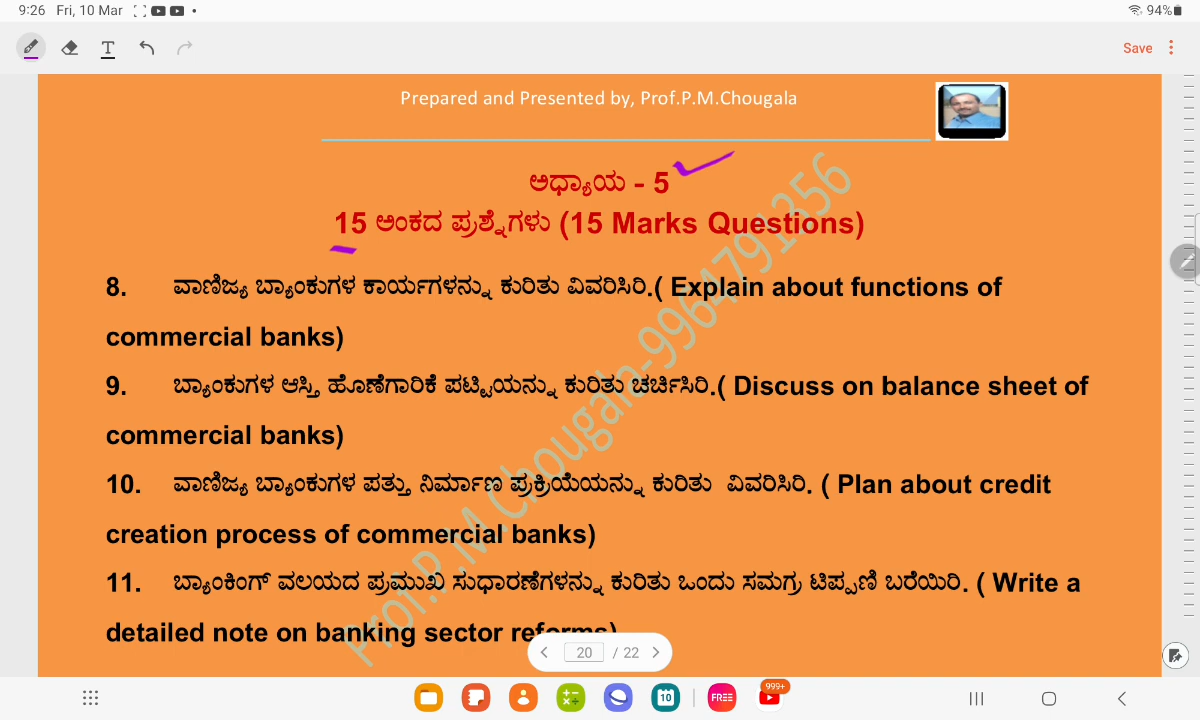 9:26 Fri, 10 Mar
94%
T
Save
Prepared and Presented by, Prof.P.M.Chougala
ಅಧ್ಯಾಯ - 5
15 ಅಂಕದ ಪ್ರಶ್ನೆಗಳು (15 Marks Questions)
8. ವಾಣಿಜ್ಯ ಬ್ಯಾಂಕುಗಳ ಕಾರ್ಯಗಳನ್ನು ಕುರಿತು ವಿವರಿಸಿರಿ.( Explain about functions of
commercial banks)
9. ಬ್ಯಾಂಕುಗಳ ಆಸ್ತಿ ಹೊಣೆಗಾರಿಕೆ ಪಟ್ಟಿಯನ್ನು ಕುರಿತು ಚರ್ಚಿಸಿರಿ.( Discuss on balance sheet of
commercial banks)
10. ವಾಣಿಜ್ಯ ಬ್ಯಾಂಕುಗಳ ಪತ್ತು ನಿರ್ಮಾಣ ಪ್ರಕ್ರಿಯೆಯನ್ನು ಕುರಿತು ವಿವರಿಸಿರಿ. ( Plan about credit
creation process of commercial banks)
11. ಬ್ಯಾಂಕಿಂಗ್ ವಲಯದ ಪ್ರಮುಖ ಸುಧಾರಣೆಗಳನ್ನು ಕುರಿತು ಒಂದು ಸಮಗ್ರ ಟಿಪ್ಪಣಿ ಬರೆಯಿರಿ. ( Write a
detailed note on banking sector reforms)
Prof.P.M.Chougala-9964791356
20 / 22
10
FREE
999+